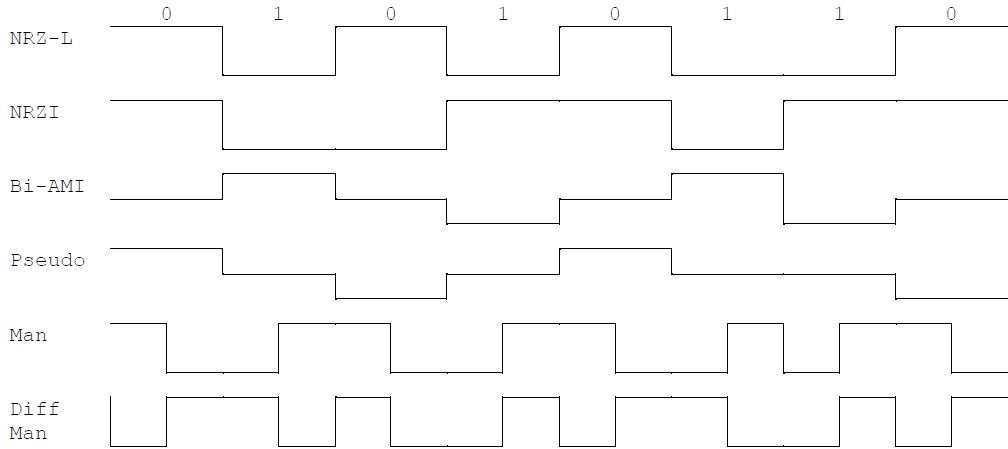 0 1 0 1 0 1 1 0
NRZ-L
NRZI
Bi-AMI
Pseudo
Man
Diff
Man